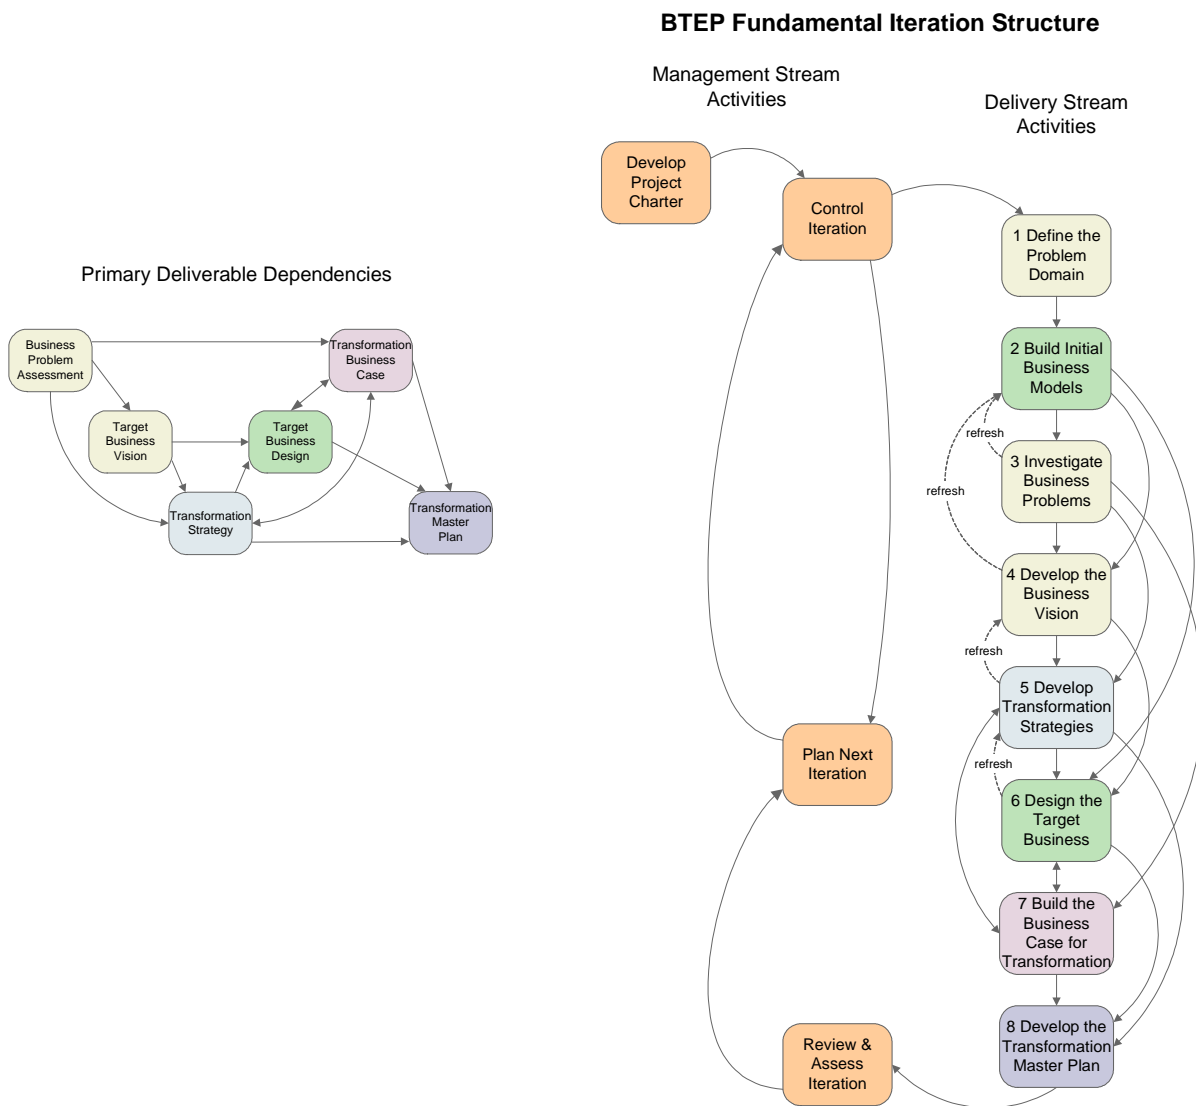 BTEP Fundamental Iteration Structure
Management Stream
Activities
Delivery Stream
Activities
Develop
Project
Charter
Control
Iteration
1 Define the
Problem
Domain
Primary Deliverable Dependencies
Business
Problem
Assessment
Transformation
Business
Case
Target
Business
Vision
Target
Business
Design
Transformation
Strategy
Transformation
Master
Plan
2 Build Initial
Business
Models
refresh
3 Investigate
Business
Problems
refresh
4 Develop the
Business
Vision
refresh
5 Develop
Transformation
Strategies
Plan Next
Iteration
refresh
6 Design the
Target
Business
7 Build the
Business
Case for
Transformation
Review &
Assess
Iteration
8 Develop the
Transformation
Master Plan